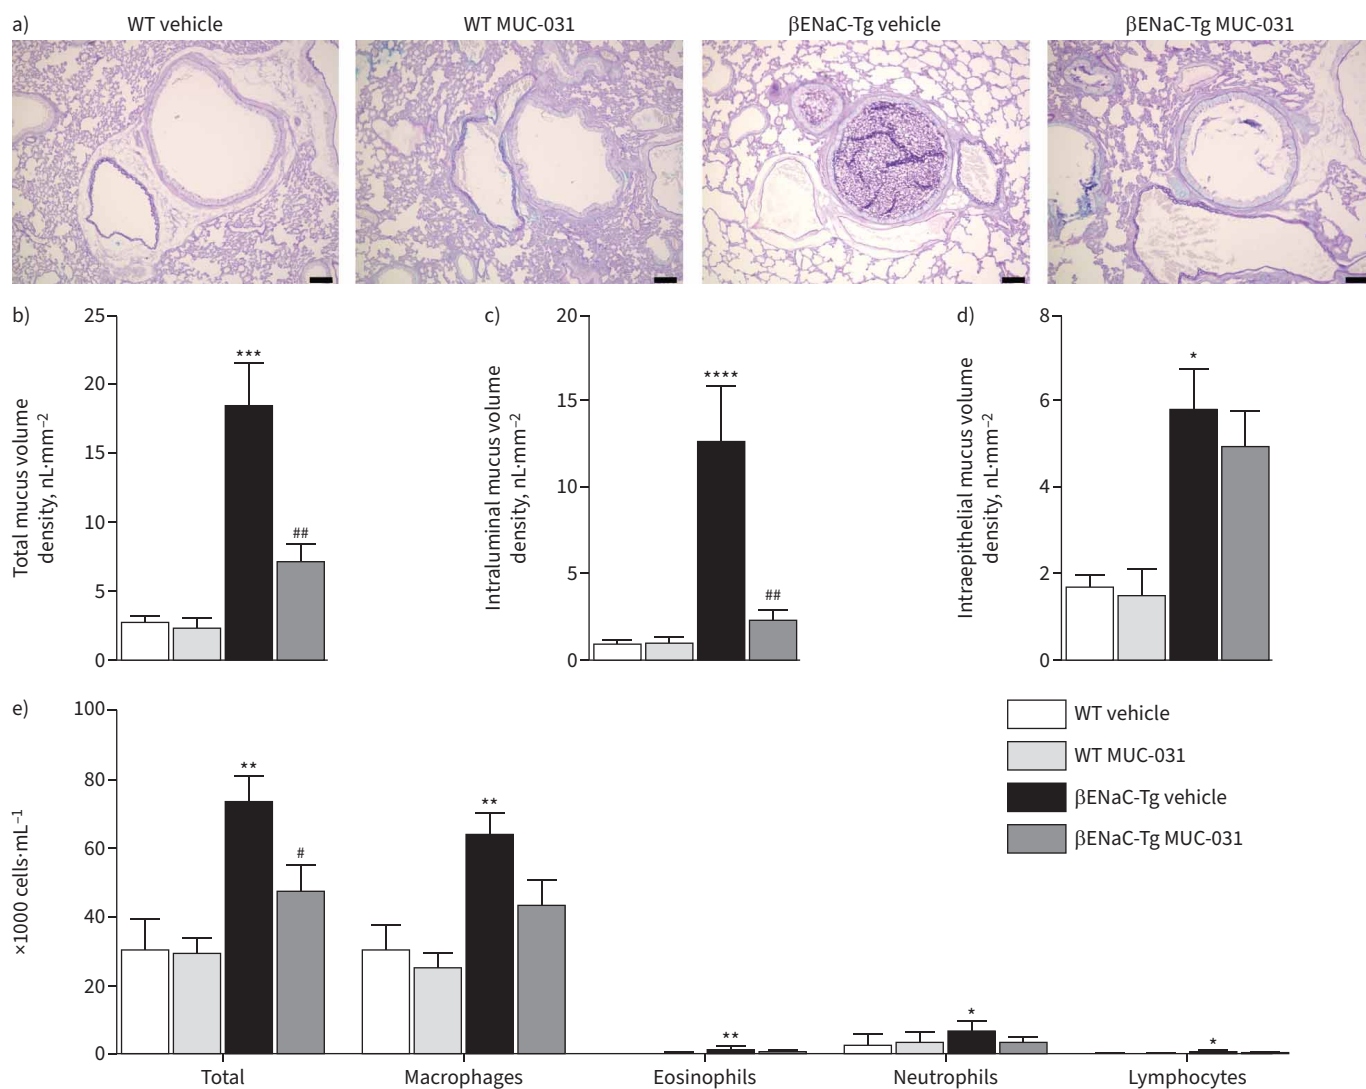 a)
WT vehicle
WT MUC-031
βENaC-Tg vehicle
βENaC-Tg MUC-031
b)
Total mucus volume
density, nL·mm⁻²
25
20
15
10
5
0
***
##
c)
Intraluminal mucus volume
density, nL·mm⁻²
20
15
10
5
0
****
##
d)
Intraepithelial mucus volume
density, nL·mm⁻²
8
6
4
2
0
*
e)
×1000 cells·mL⁻¹
100
80
60
40
20
0
**
#
**
**
*
*
Total
Macrophages
Eosinophils
Neutrophils
Lymphocytes
WT vehicle
WT MUC-031
βENaC-Tg vehicle
βENaC-Tg MUC-031